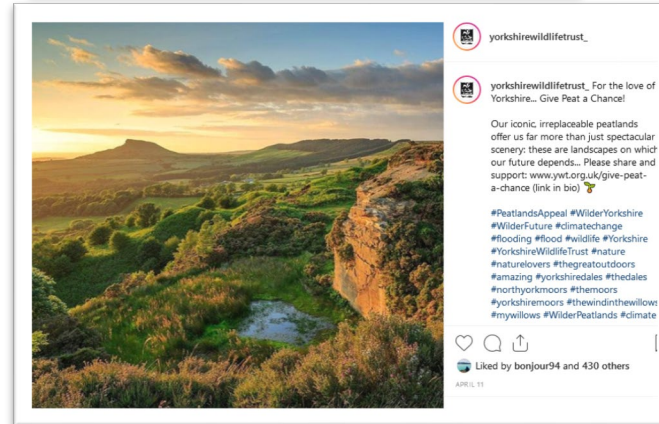 yorkshirewildlifetrust_
yorkshirewildlifetrust_ For the love of
Yorkshire... Give Peat a Chance!
Our iconic, irreplaceable peatlands
offer us far more than just spectacular
scenery: these are landscapes on which
our future depends... Please share and
support: www.ywt.org.uk/give-peat-
a-chance (link in bio)
#PeatlandsAppeal #WilderYorkshire
#WilderFuture #climatechange
#flooding #flood #wildlife #Yorkshire
#YorkshireWildlifeTrust #nature
#naturelovers #thegreatoutdoors
#amazing #yorkshiredales #thedales
#northyorkmoors #themoors
#yorkshiremoors #thewindinthewillows
#mywillows #WilderPeatlands #climate
Liked by bonjour94 and 430 others
APRIL 11